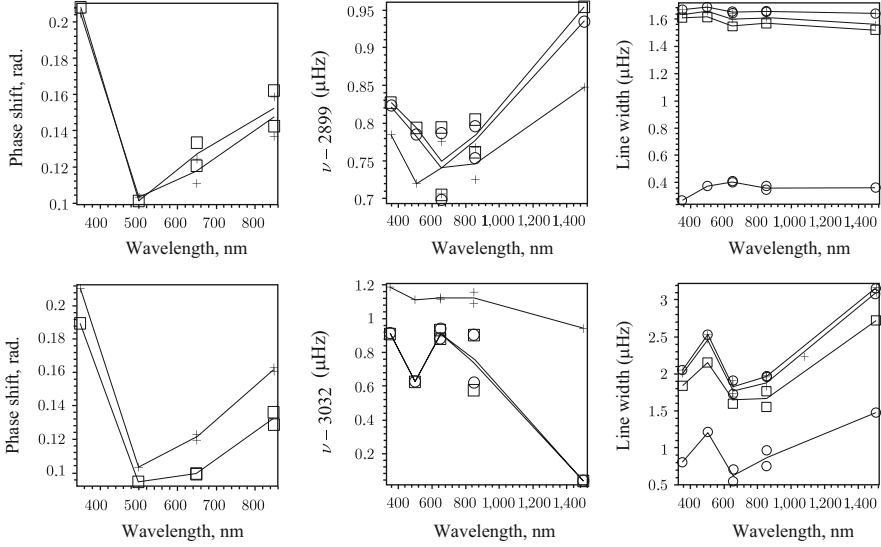 0.2
0.18
0.16
0.14
0.12
0.1
400 500 600 700 800
Phase shift, rad.
Wavelength, nm
0.95
0.9
0.85
0.8
0.75
0.7
400 600 800 1,000 1,200 1,400
ν − 2899 (μHz)
Wavelength, nm
1.6
1.4
1.2
1
0.8
0.6
0.4
400 600 800 1,000 1,200 1,400
Line width (μHz)
Wavelength, nm
0.2
0.18
0.16
0.14
0.12
0.1
400 500 600 700 800
Phase shift, rad.
Wavelength, nm
1.2
1
0.8
0.6
0.4
0.2
400 600 800 1,000 1,200 1,400
ν − 3032 (μHz)
Wavelength, nm
3
2.5
2
1.5
1
0.5
400 600 800 1,000 1,200 1,400
Line width (μHz)
Wavelength, nm